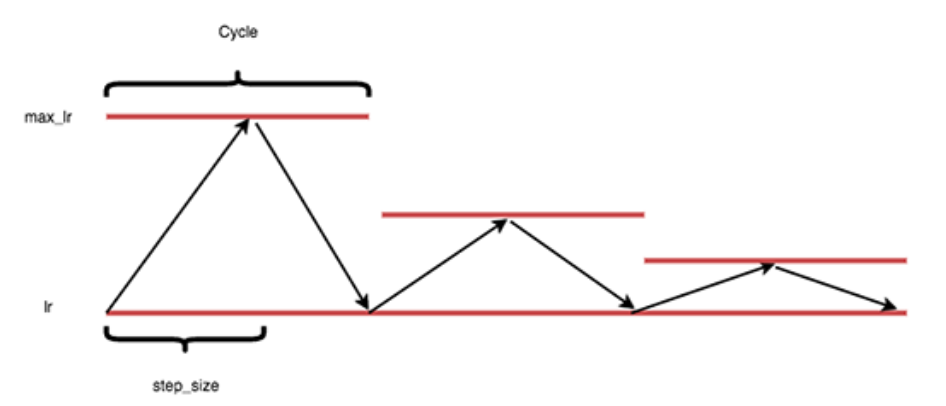 Cycle
max_lr
lr
step_size